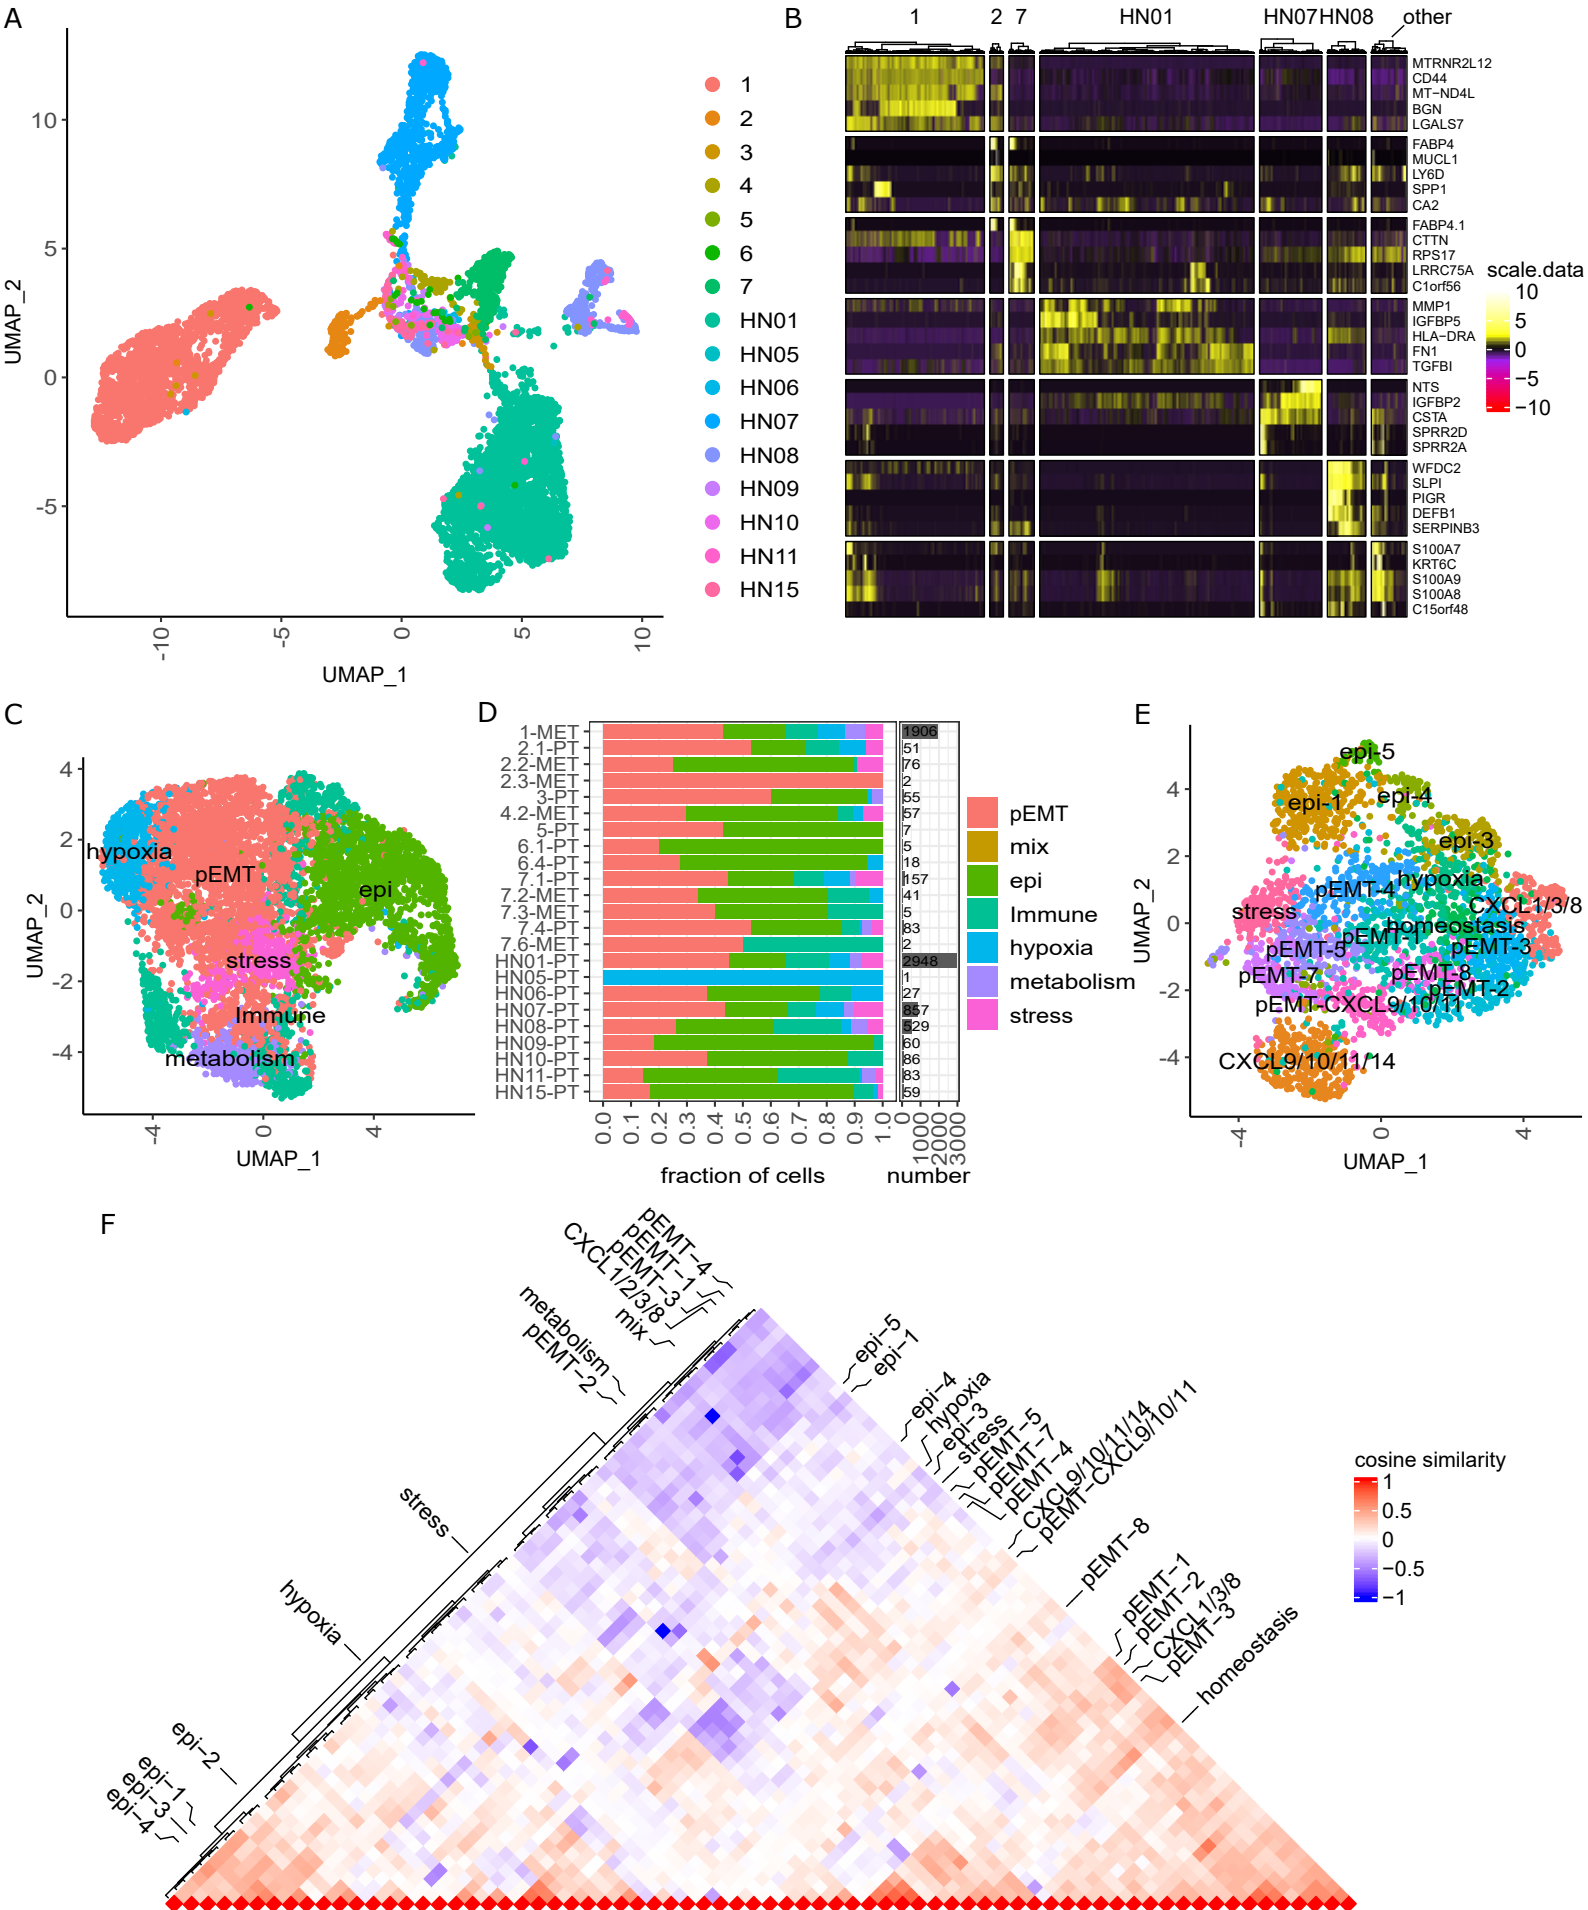 A
10
5
0
-5
UMAP_2
-10
-5
0
5
10
UMAP_1
1
2
3
4
5
6
7
HN01
HN05
HN06
HN07
HN08
HN09
HN10
HN11
HN15
B
1 2 7 HN01 HN07 HN08 other
MTRNR2L12
CD44
MT−ND4L
BGN
LGALS7
FABP4
MUCL1
LY6D
SPP1
CA2
FABP4.1
CTTN
RPS17
LRRC75A
C1orf56
MMP1
IGFBP5
HLA−DRA
FN1
TGFBI
NTS
IGFBP2
CSTA
SPRR2D
SPRR2A
WFDC2
SLPI
PIGR
DEFB1
SERPINB3
S100A7
KRT6C
S100A9
S100A8
C15orf48
scale.data
10
5
0
−5
−10
C
4
2
0
-2
-4
UMAP_2
hypoxia
pEMT
epi
stress
Immune
metabolism
-4
0
4
UMAP_1
D
1-MET 1906
2.1-PT 51
2.2-MET 76
2.3-MET 2
3-PT 55
4.2-MET 57
5-PT 7
6.1-PT 5
6.4-PT 18
7.1-PT 157
7.2-MET 41
7.3-MET 5
7.4-PT 83
7.6-MET 2
HN01-PT 2948
HN05-PT 1
HN06-PT 27
HN07-PT 857
HN08-PT 529
HN09-PT 60
HN10-PT 86
HN11-PT 83
HN15-PT 59
0.0 0.1 0.2 0.3 0.4 0.5 0.6 0.7 0.8 0.9 1.0
0 1000 2000 3000
fraction of cells
number
pEMT
mix
epi
Immune
hypoxia
metabolism
stress
E
4
2
0
-2
-4
UMAP_2
epi-5
epi-1
epi-4
epi-3
hypoxia
pEMT-4
CXCL1/3/8
stress
homeostasis
pEMT-1
pEMT-3
pEMT-5
pEMT-8
pEMT-7
pEMT-2
pEMT-CXCL9/10/11
CXCL9/10/11/14
-4
0
4
UMAP_1
F
pEMT−4
pEMT−1
pEMT−3
CXCL1/2/3/8
mix
metabolism
pEMT−2
stress
hypoxia
epi−2
epi−1
epi−3
epi−4
epi−5
epi−1
epi−4
hypoxia
epi−3
stress
pEMT−5
pEMT−7
pEMT−4
CXCL9/10/11/14
pEMT−CXCL9/10/11
pEMT−8
pEMT−1
pEMT−2
CXCL1/3/8
pEMT−3
homeostasis
cosine similarity
1
0.5
0
−0.5
−1